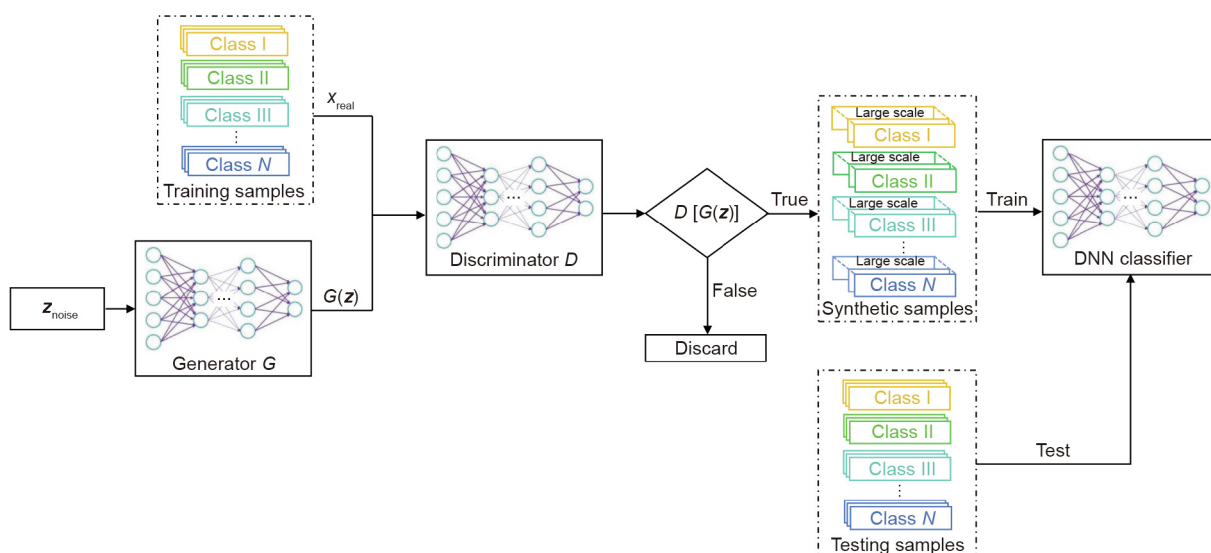 Class I
Class II
Class III
⋮
Class N
Training samples
x_real
z_noise
...
Generator G
G(z)
...
Discriminator D
D [G(z)]
True
False
Discard
Large scale
Class I
Large scale
Class II
Large scale
Class III
⋮
Large scale
Class N
Synthetic samples
Train
...
DNN classifier
Class I
Class II
Class III
⋮
Class N
Testing samples
Test